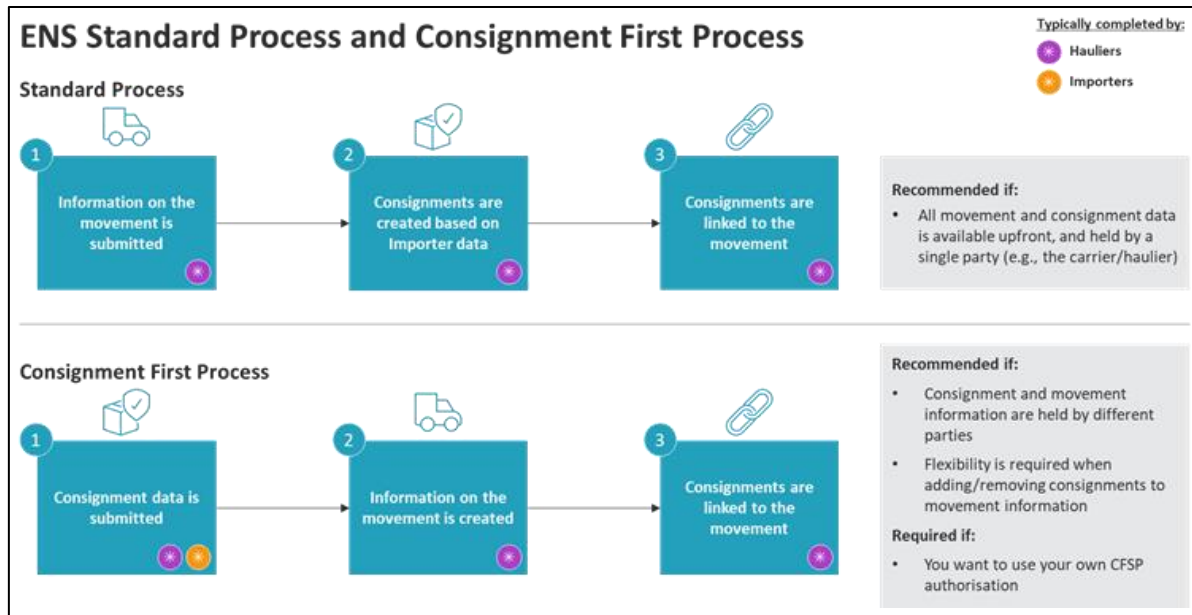 ENS Standard Process and Consignment First Process
Typically completed by:
Hauliers
Importers
Standard Process
1
Information on the
movement is
submitted
2
Consignments are
created based on
Importer data
3
Consignments are
linked to the
movement
Recommended if:
• All movement and consignment data
is available upfront, and held by a
single party (e.g., the carrier/haulier)
Consignment First Process
1
Consignment data is
submitted
2
Information on the
movement is created
3
Consignments are
linked to the
movement
Recommended if:
• Consignment and movement
information are held by different
parties
• Flexibility is required when
adding/removing consignments to
movement information
Required if:
• You want to use your own CFSP
authorisation